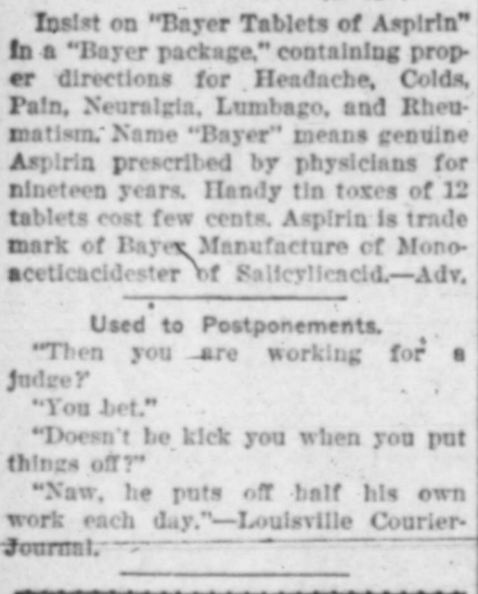 Insist on "Bayer Tablets of Aspirin"
in a "Bayer package," containing prop-
er directions for Headache, Colds,
Pain, Neuralgia, Lumbago, and Rheu-
matism. Name "Bayer" means genuine
Aspirin prescribed by physicians for
nineteen years. Handy tin toxes of 12
tablets cost few cents. Aspirin is trade
mark of Bayer Manufacture of Mono-
aceticacidester of Salicylicacid.—Adv.
Used to Postponements.
"Then you are working for a
judge?'
"You bet."
"Doesn't he kick you when you put
things off?"
"Naw, he puts off half his own
work each day."—Louisville Courier-
Journal.